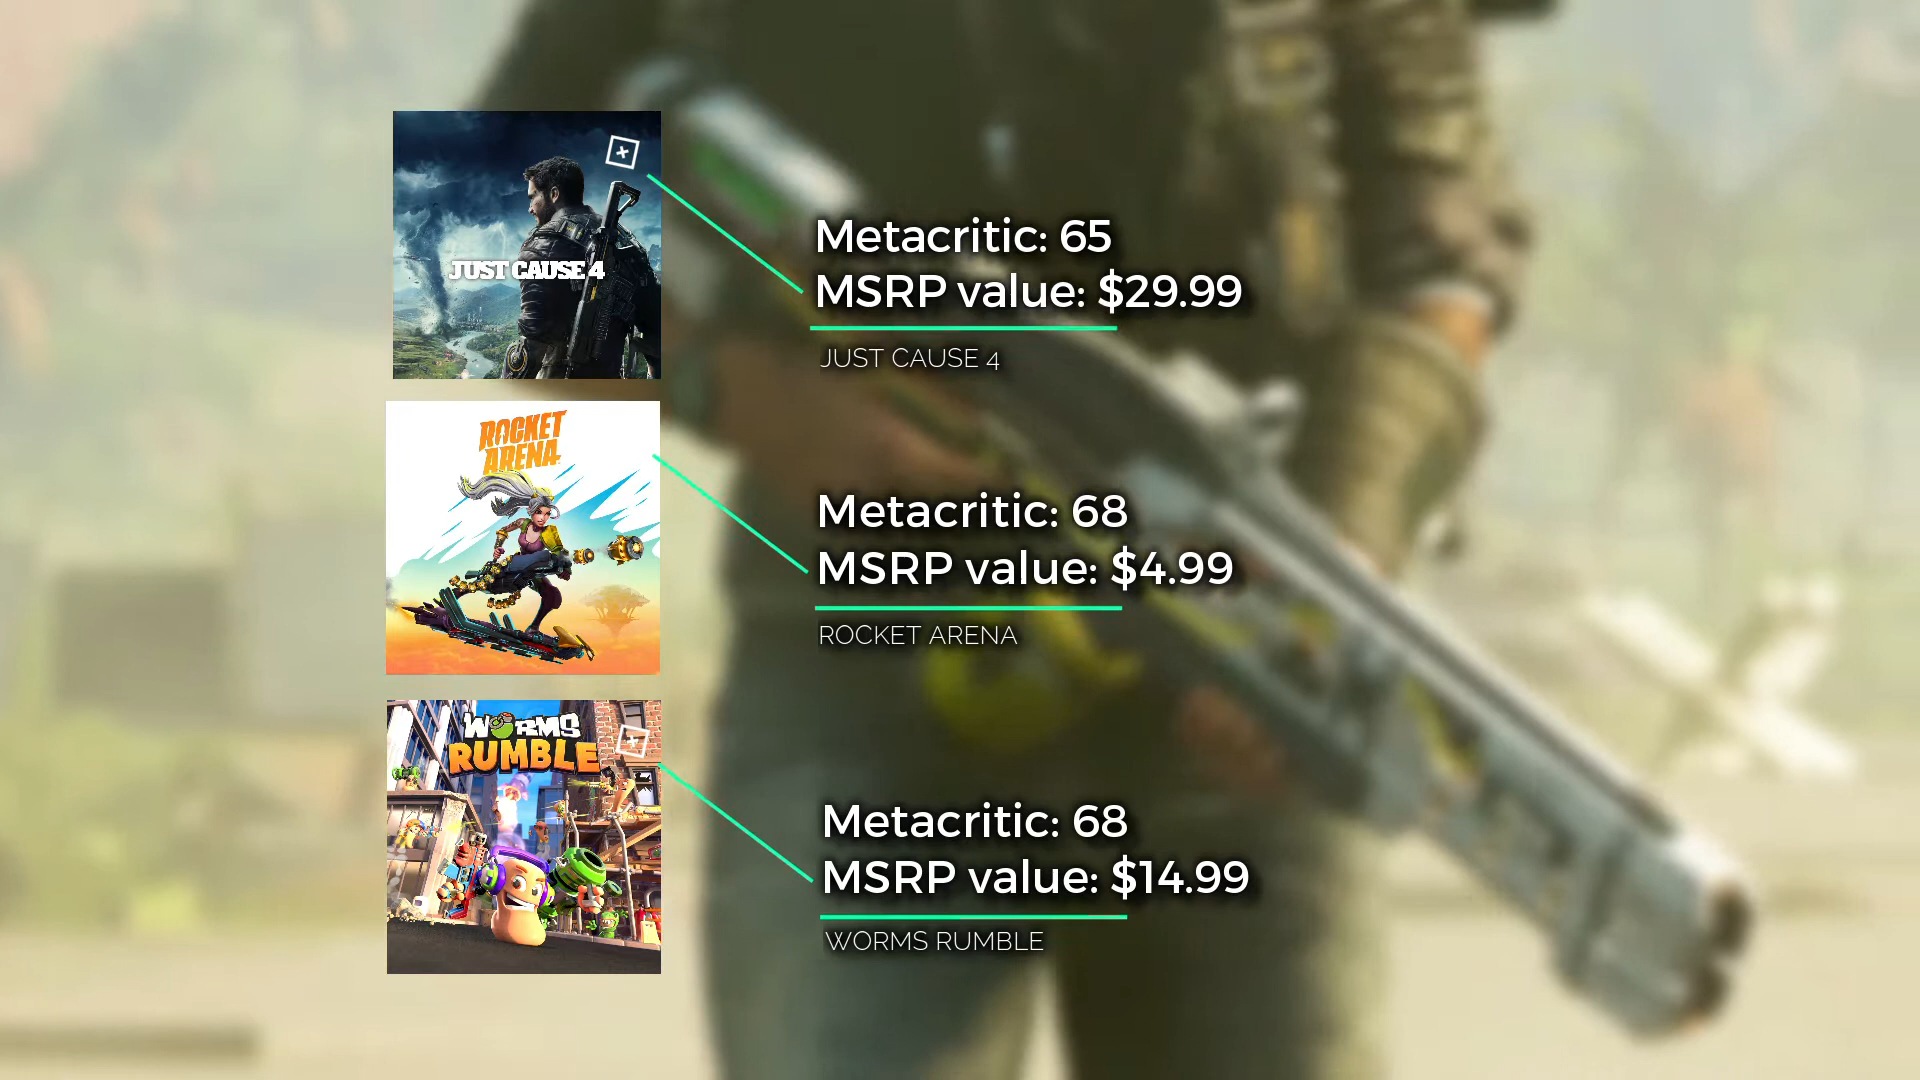 JUST CAUSE 4
Metacritic: 65
MSRP value: $29.99
JUST CAUSE 4
ROCKET
ARENA
Metacritic: 68
MSRP value: $4.99
ROCKET ARENA
WORMS
RUMBLE
Metacritic: 68
MSRP value: $14.99
WORMS RUMBLE